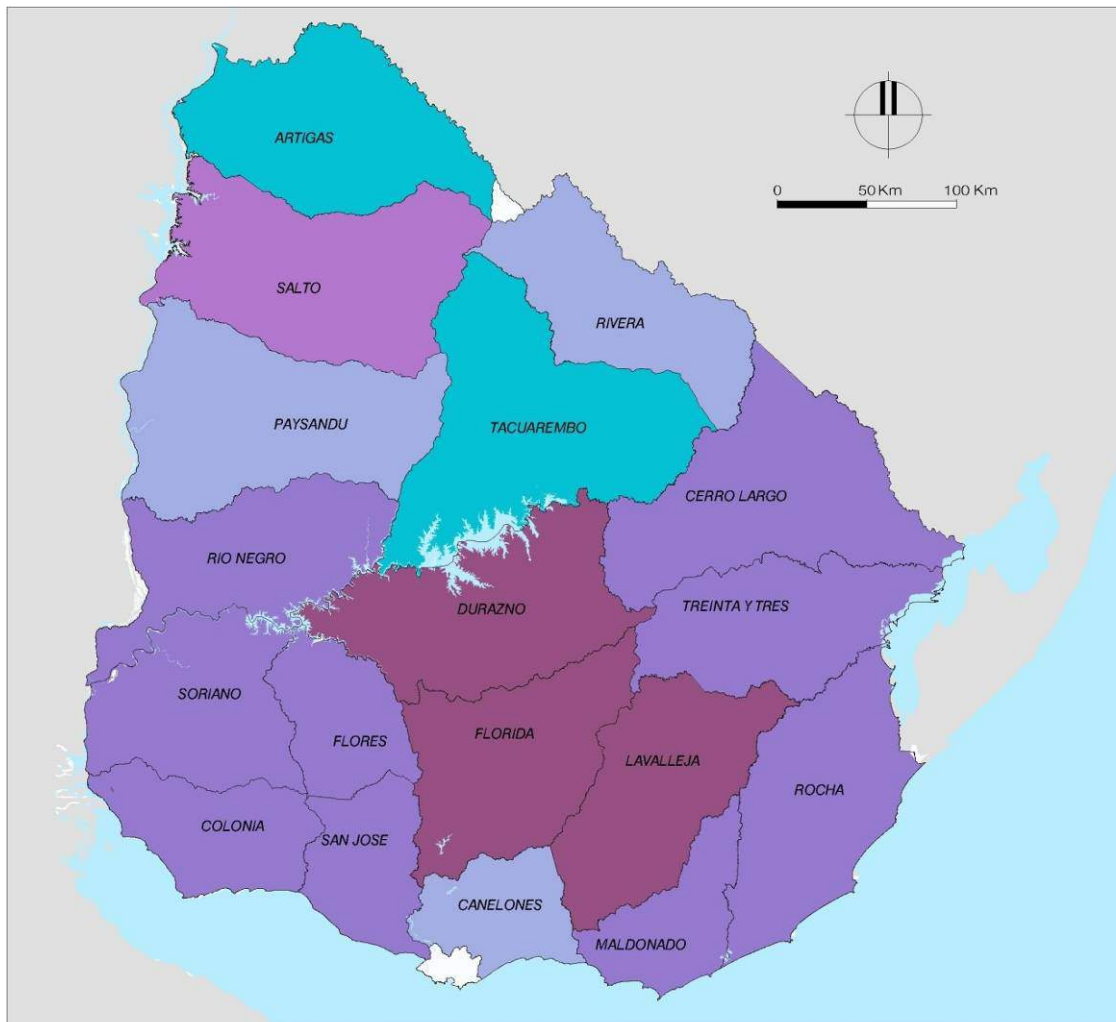 ARTIGAS
0 50 Km 100 Km
SALTO
RIVERA
PAYSANDU
TACUAREMBO
CERRO LARGO
RIO NEGRO
DURAZNO
TREINTA Y TRES
SORIANO
FLORES
FLORIDA
LAVALLEJA
ROCHA
COLONIA
SAN JOSE
CANELONES
MALDONADO